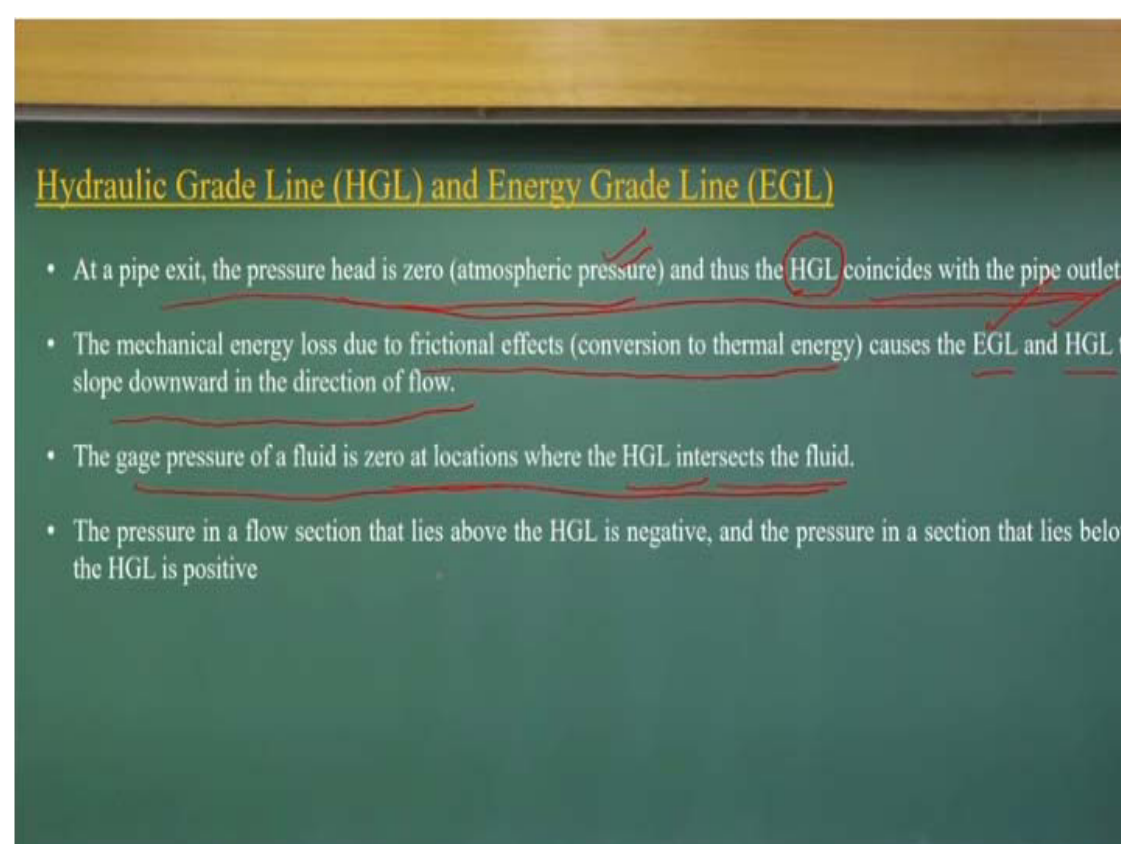 Hydraulic Grade Line (HGL) and Energy Grade Line (EGL)
• At a pipe exit, the pressure head is zero (atmospheric pressure) and thus the HGL coincides with the pipe outlet
• The mechanical energy loss due to frictional effects (conversion to thermal energy) causes the EGL and HGL
slope downward in the direction of flow.
• The gage pressure of a fluid is zero at locations where the HGL intersects the fluid.
• The pressure in a flow section that lies above the HGL is negative, and the pressure in a section that lies
the HGL is positive